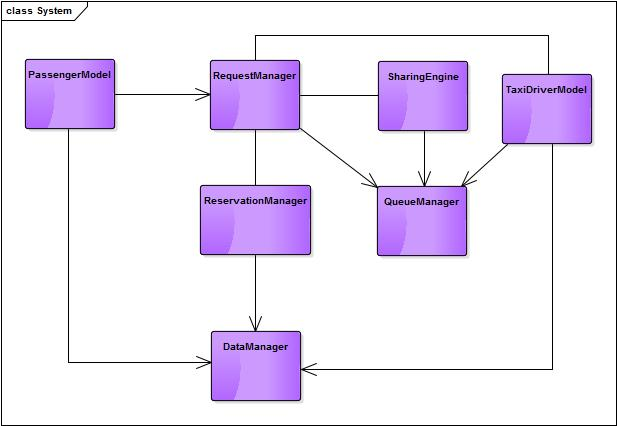 class System
PassengerModel
RequestManager
SharingEngine
TaxiDriverModel
ReservationManager
QueueManager
DataManager